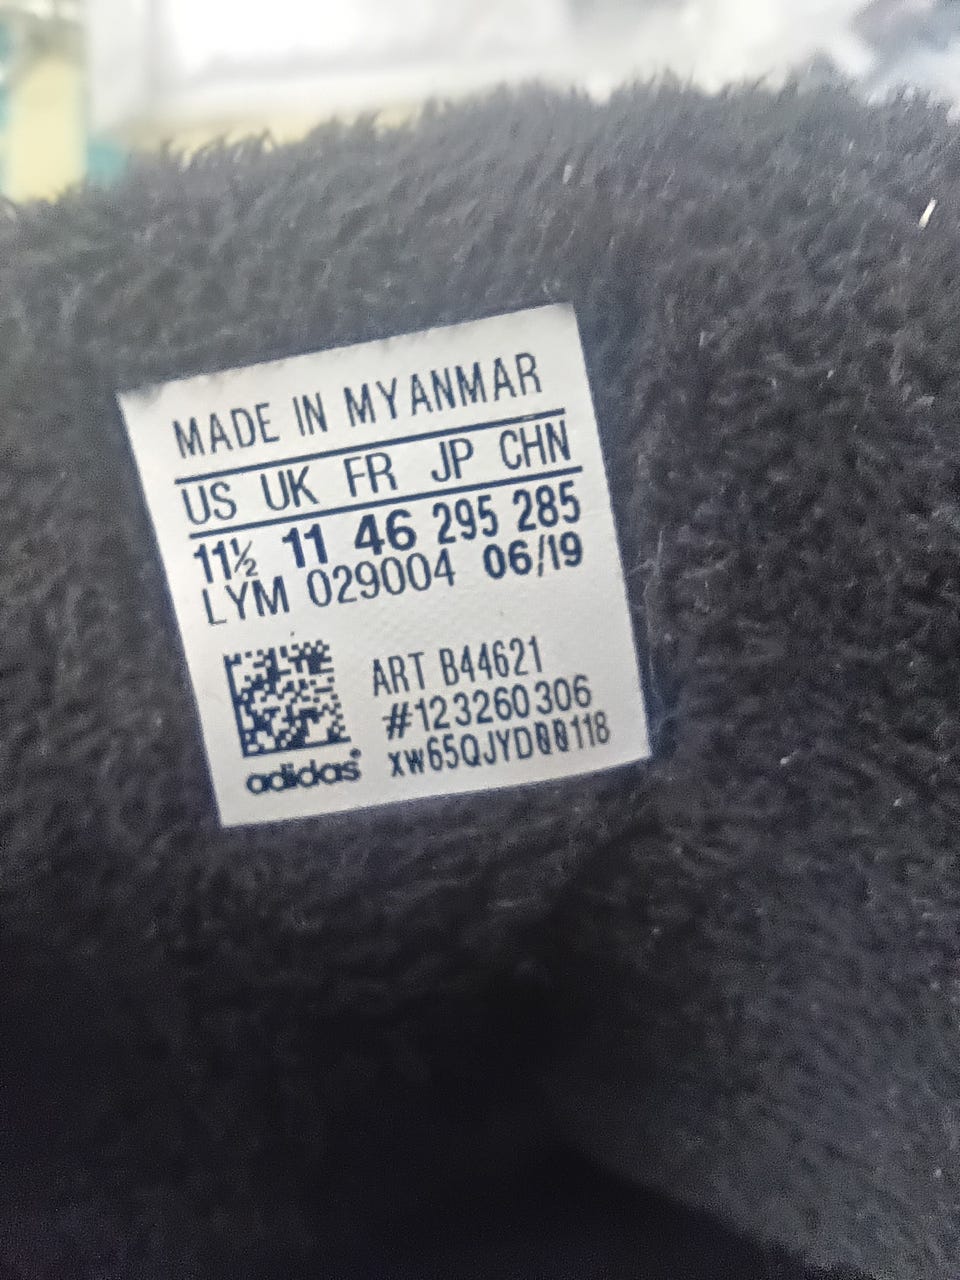 MADE IN MYANMAR
US UK FR JP CHN
11½ 11 46 295 285
LYM 029004 06/19
ART B44621
#123260306
xw65QJYD00118
adidas